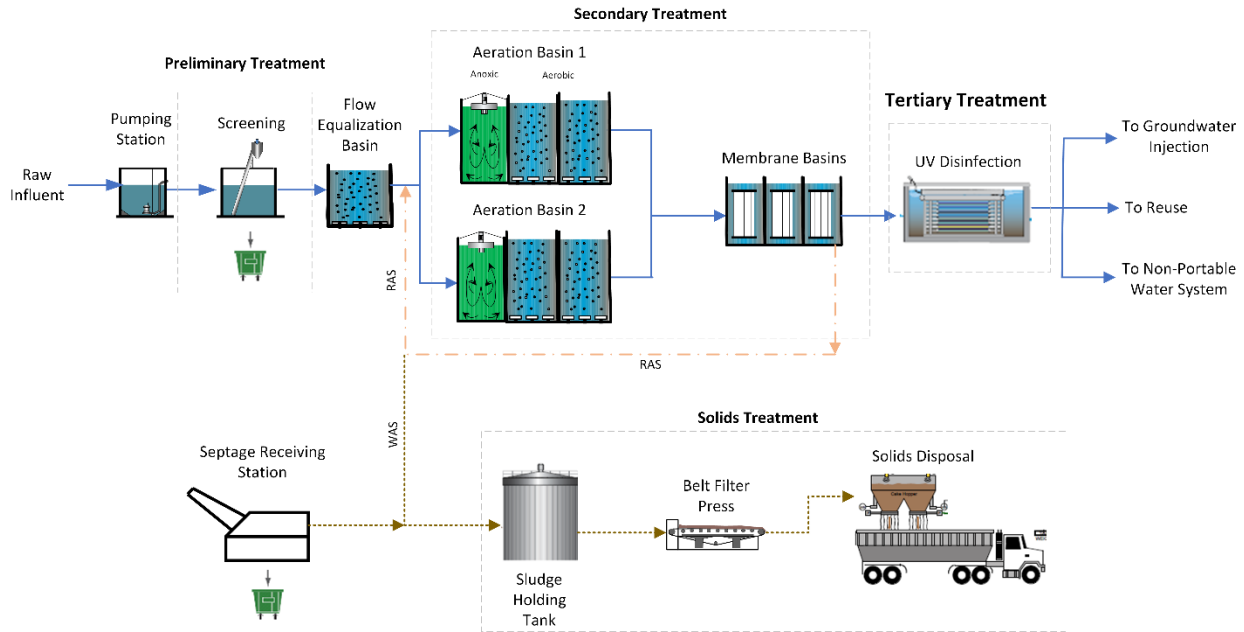 Secondary Treatment
Preliminary Treatment
Aeration Basin 1
Anoxic
Aerobic
Pumping
Station
Screening
Flow
Equalization
Basin
Tertiary Treatment
Raw
Influent
Membrane Basins
UV Disinfection
To Groundwater
Injection
To Reuse
To Non-Portable
Water System
Aeration Basin 2
RAS
RAS
WAS
Solids Treatment
Septage Receiving
Station
Sludge
Holding
Tank
Belt Filter
Press
Solids Disposal
Cake Hopper